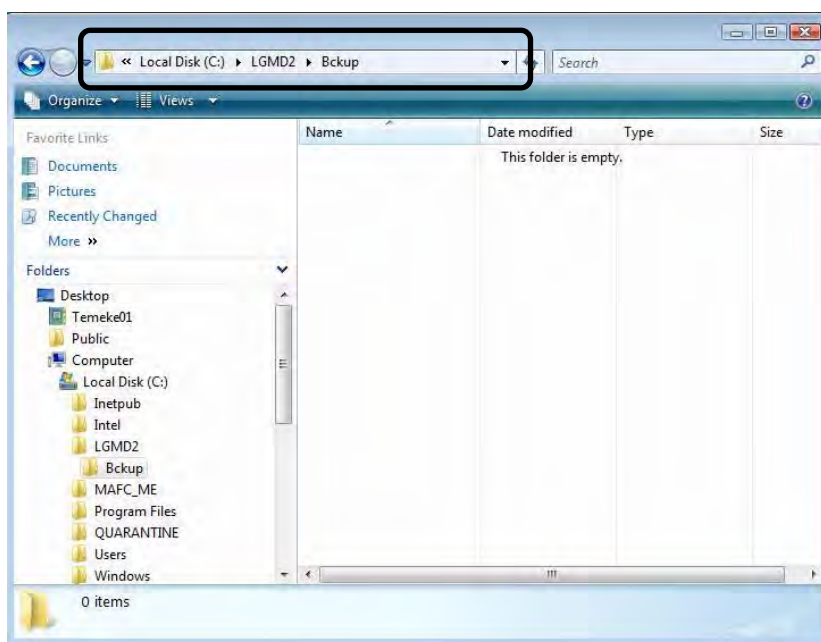 « Local Disk (C:) ▸ LGMD2 ▸ Bckup
Search
Organize Views
Favorite Links
Documents
Pictures
Recently Changed
More »
Folders
Desktop
Temeke01
Public
Computer
Local Disk (C:)
Inetpub
Intel
LGMD2
Bckup
MAFC_ME
Program Files
QUARANTINE
Users
Windows
Name Date modified Type Size
This folder is empty.
0 items